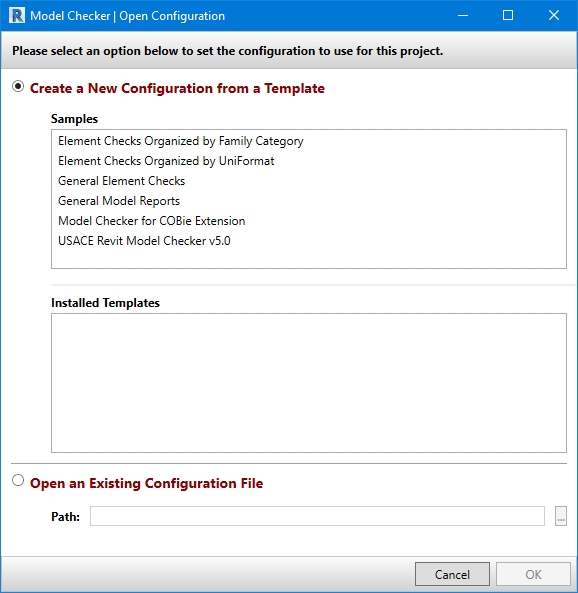 Model Checker | Open Configuration
Please select an option below to set the configuration to use for this project.
Create a New Configuration from a Template
Samples
Element Checks Organized by Family Category
Element Checks Organized by UniFormat
General Element Checks
General Model Reports
Model Checker for COBie Extension
USACE Revit Model Checker v5.0
Installed Templates
Open an Existing Configuration File
Path:
...
Cancel
OK